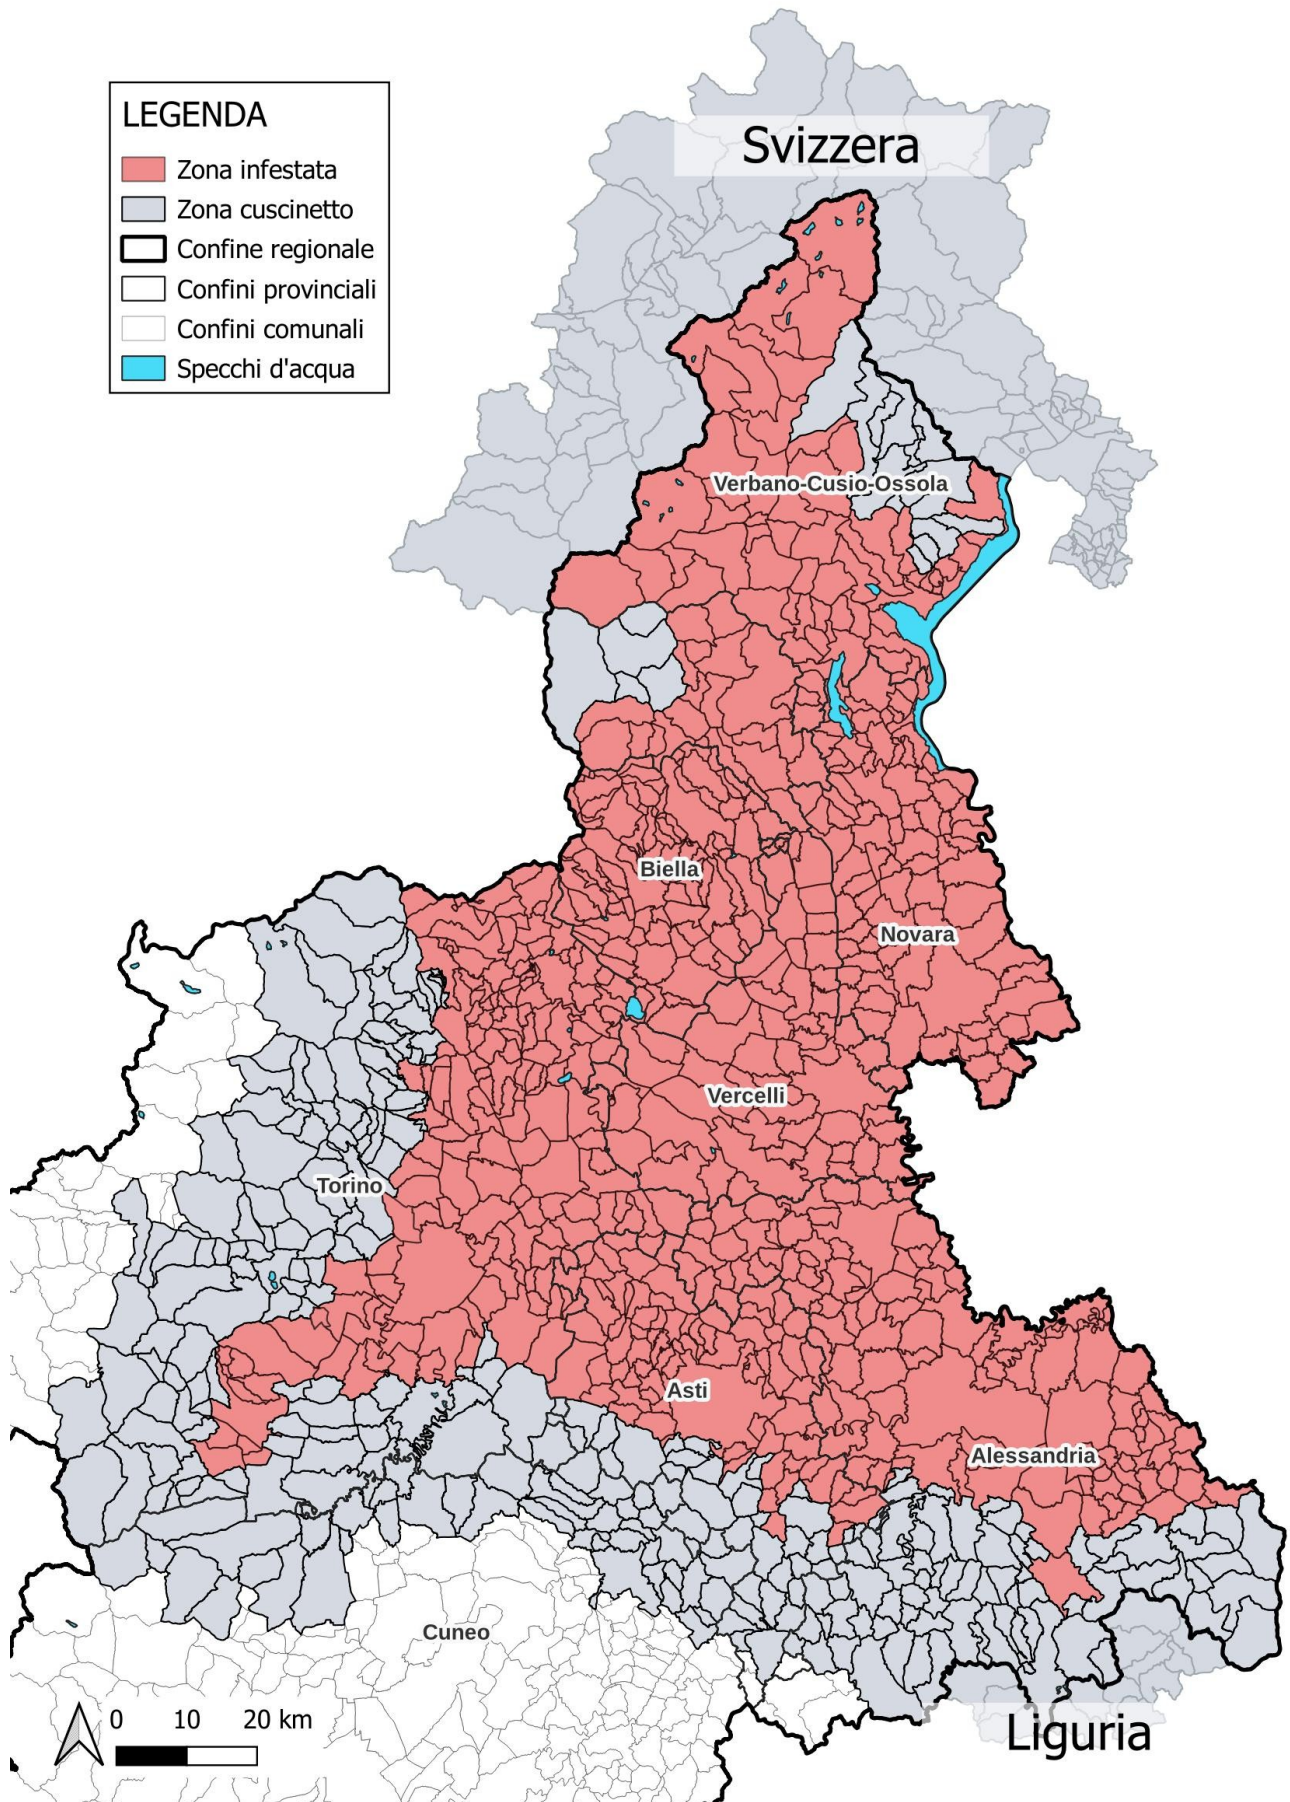 LEGENDA
Zona infestata
Zona cuscinetto
Confine regionale
Confini provinciali
Confini comunali
Specchi d'acqua
Svizzera
Verbano-Cusio-Ossola
Biella
Novara
Vercelli
Torino
Asti
Alessandria
Cuneo
Liguria
0 10 20 km